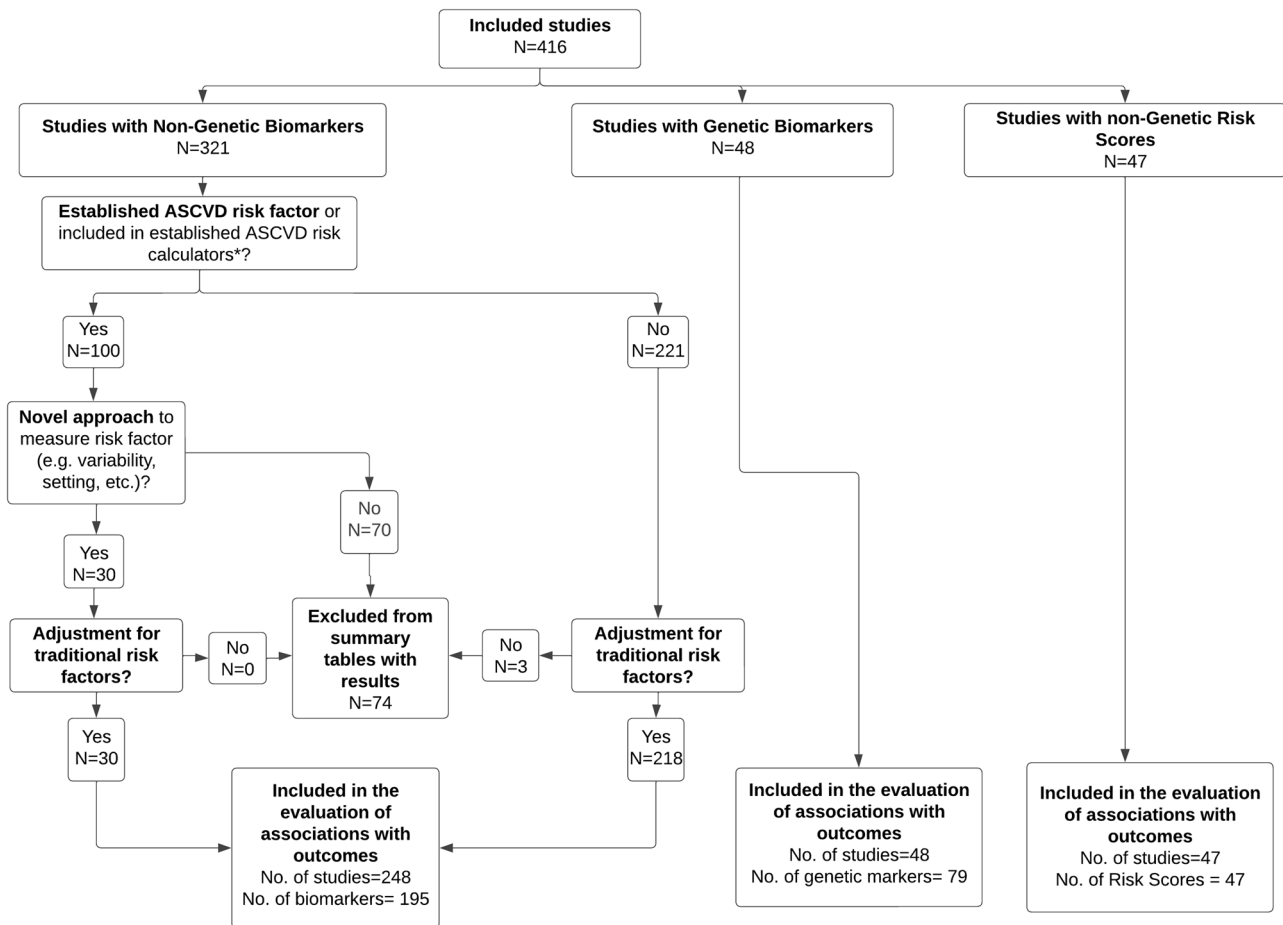 Included studies
N=416
Studies with Non-Genetic Biomarkers
N=321
Studies with Genetic Biomarkers
N=48
Studies with non-Genetic Risk
Scores
N=47
Established ASCVD risk factor or
included in established ASCVD risk
calculators*?
Yes
N=100
No
N=221
Novel approach to
measure risk factor
(e.g. variability,
setting, etc.)?
No
N=70
Yes
N=30
Adjustment for
traditional risk
factors?
No
N=0
Excluded from
summary
tables with
results
N=74
No
N=3
Adjustment for
traditional risk
factors?
Yes
N=30
Yes
N=218
Included in the
evaluation of
associations with
outcomes
No. of studies=248
No. of biomarkers= 195
Included in the evaluation
of associations with
outcomes
No. of studies=48
No. of genetic markers= 79
Included in the evaluation
of associations with
outcomes
No. of studies=47
No. of Risk Scores = 47